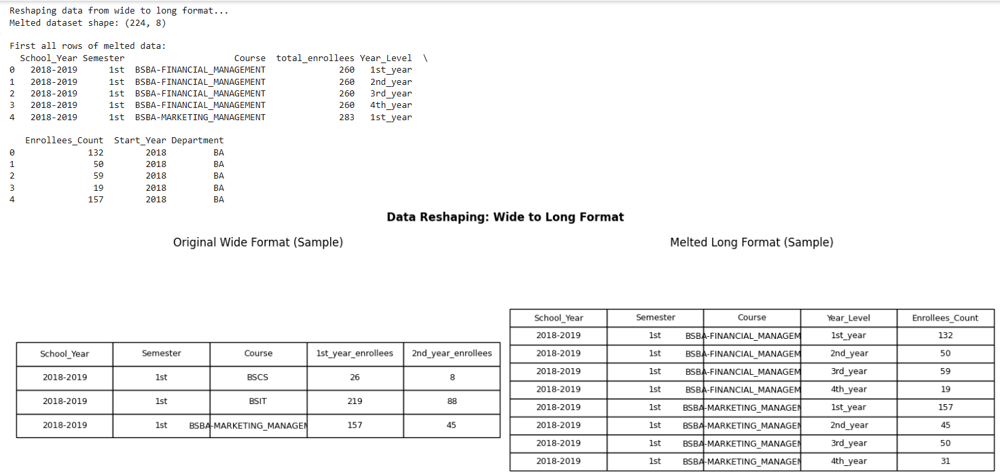 Reshaping data from wide to long format...
Melted dataset shape: (224, 8)
First all rows of melted data:
School_Year Semester Course total_enrollees Year_Level \
0 2018-2019 1st BSBA-FINANCIAL_MANAGEMENT 260 1st_year
1 2018-2019 1st BSBA-FINANCIAL_MANAGEMENT 260 2nd_year
2 2018-2019 1st BSBA-FINANCIAL_MANAGEMENT 260 3rd_year
3 2018-2019 1st BSBA-FINANCIAL_MANAGEMENT 260 4th_year
4 2018-2019 1st BSBA-MARKETING_MANAGEMENT 283 1st_year
Enrollees_Count Start_Year Department
0 132 2018 BA
1 50 2018 BA
2 59 2018 BA
3 19 2018 BA
4 157 2018 BA
Data Reshaping: Wide to Long Format
Original Wide Format (Sample)
School_Year Semester Course 1st_year_enrollees 2nd_year_enrollees
2018-2019 1st BSCS 26 8
2018-2019 1st BSIT 219 88
2018-2019 1st BSBA-MARKETING_MANAGEM 157 45
Melted Long Format (Sample)
School_Year Semester Course Year_Level Enrollees_Count
2018-2019 1st BSBA-FINANCIAL_MANAGEM 1st_year 132
2018-2019 1st BSBA-FINANCIAL_MANAGEM 2nd_year 50
2018-2019 1st BSBA-FINANCIAL_MANAGEM 3rd_year 59
2018-2019 1st BSBA-FINANCIAL_MANAGEM 4th_year 19
2018-2019 1st BSBA-MARKETING_MANAGEM 1st_year 157
2018-2019 1st BSBA-MARKETING_MANAGEM 2nd_year 45
2018-2019 1st BSBA-MARKETING_MANAGEM 3rd_year 50
2018-2019 1st BSBA-MARKETING_MANAGEM 4th_year 31